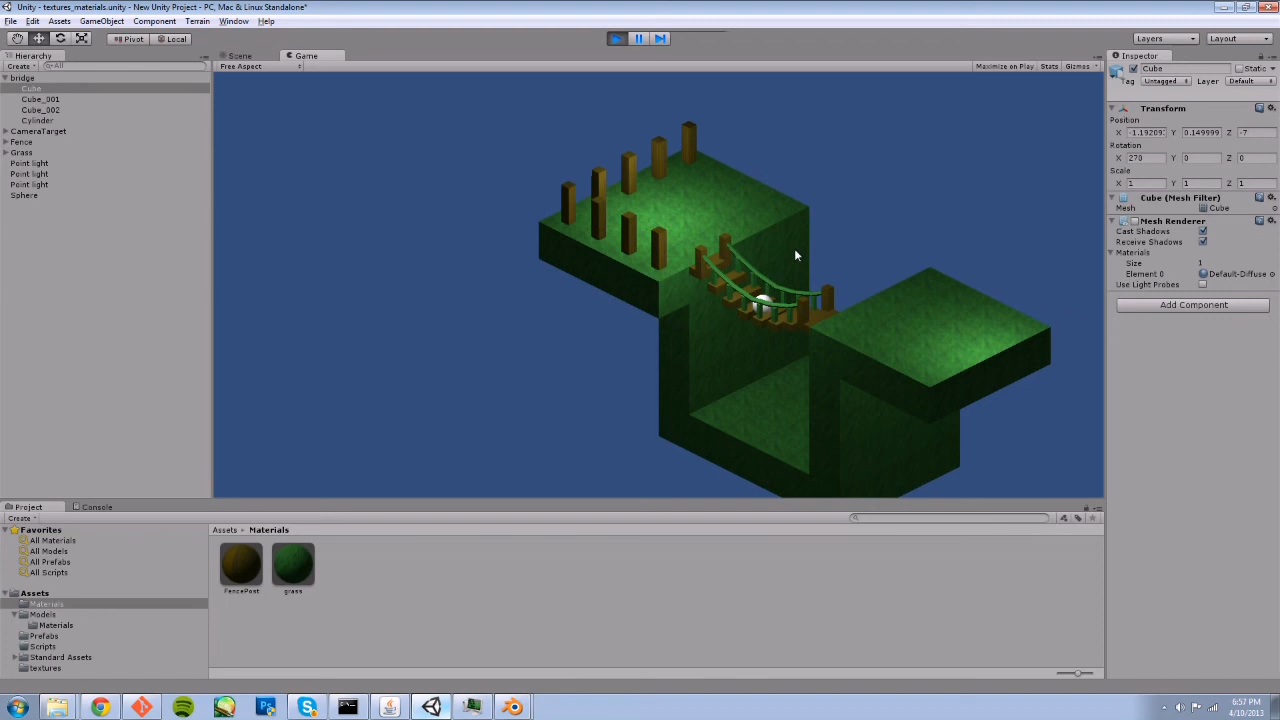 Unity - textures_materials.unity - New Unity Project - PC, Mac & Linux Standalone*
File Edit Assets GameObject Component Terrain Window Help
Pivot Local Layers Layout
Hierarchy Scene Game Inspector
Create All Free Aspect Maximize on Play Stats Gizmos Cube Static
bridge
Cube
Cube_001
Cube_002
Cylinder
CameraTarget
Fence
Grass
Point light
Point light
Point light
Sphere
Tag Untagged Layer Default
Transform
Position
X -1.19209 Y 0.149999 Z -7
Rotation
X 270 Y 0 Z 0
Scale
X 1 Y 1 Z 1
Cube (Mesh Filter)
Mesh Cube
Mesh Renderer
Cast Shadows
Receive Shadows
Materials
Size 1
Element 0 Default-Diffuse
Use Light Probes
Add Component
Project Console
Create
Favorites
All Materials
All Models
All Prefabs
All Scripts
Assets
Materials
Models
Materials
Prefabs
Scripts
Standard Assets
textures
Assets Materials
FencePost grass
6:57 PM
4/10/2013